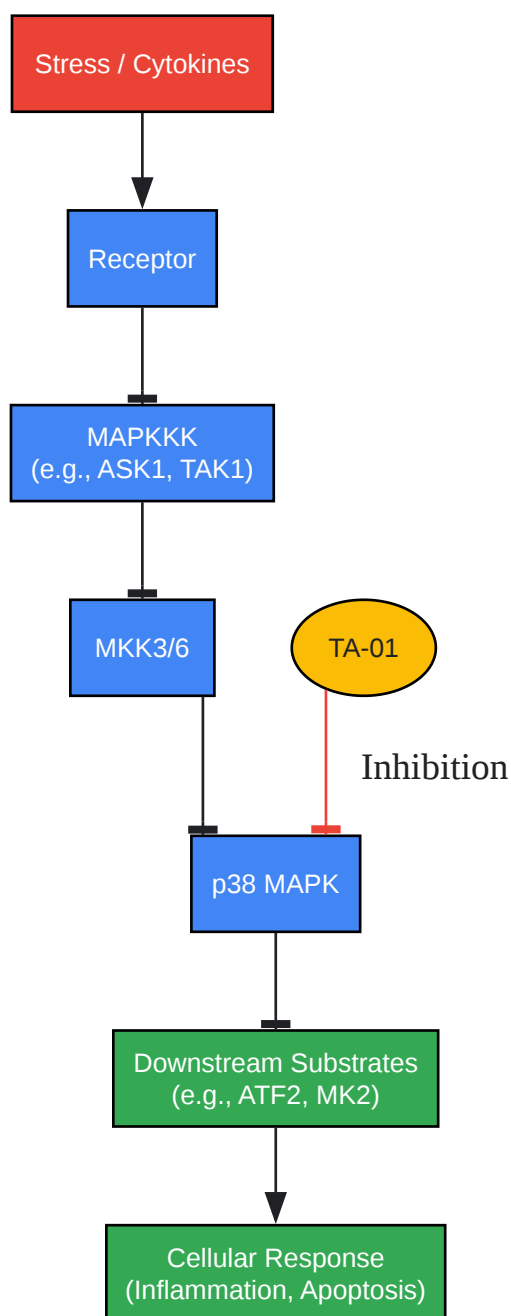 Stress / Cytokines
Receptor
MAPKKK
(e.g., ASK1, TAK1)
MKK3/6
TA-01
Inhibition
p38 MAPK
Downstream Substrates
(e.g., ATF2, MK2)
Cellular Response
(Inflammation, Apoptosis)